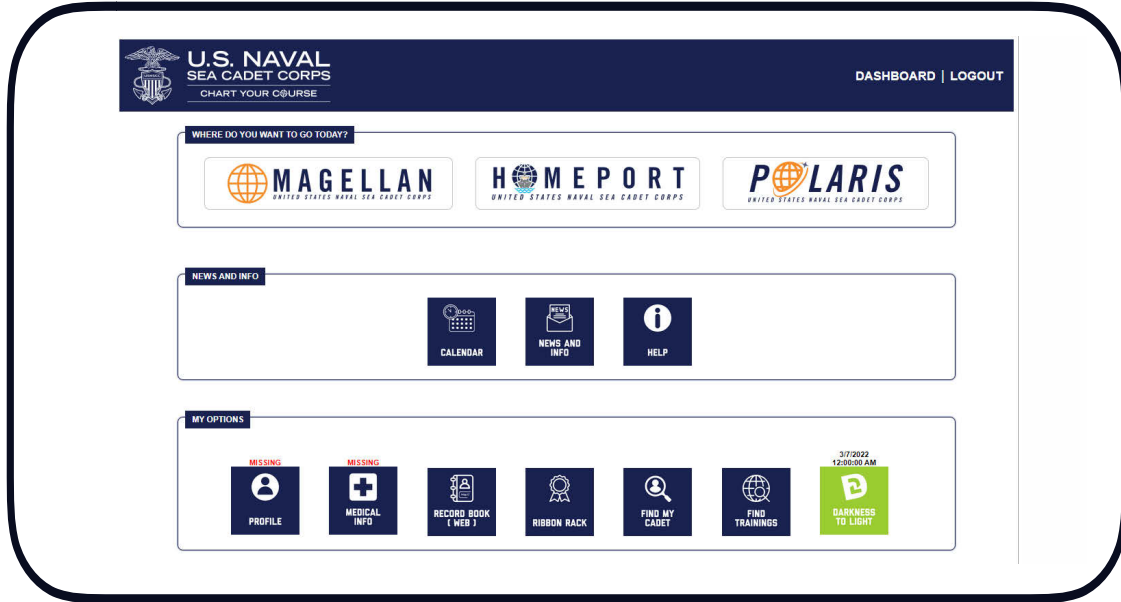 U.S. NAVAL
SEA CADET CORPS
CHART YOUR COURSE
DASHBOARD | LOGOUT
WHERE DO YOU WANT TO GO TODAY?
MAGELLAN
UNITED STATES NAVAL SEA CADET CORPS
HOMEPORT
UNITED STATES NAVAL SEA CADET CORPS
POLARIS
UNITED STATES NAVAL SEA CADET CORPS
NEWS AND INFO
CALENDAR
NEWS
NEWS AND
INFO
HELP
MY OPTIONS
MISSING
PROFILE
MISSING
MEDICAL
INFO
RECORD BOOK
( WEB )
RIBBON RACK
FIND MY
CADET
FIND
TRAININGS
3/7/2022
12:00:00 AM
DARKNESS
TO LIGHT